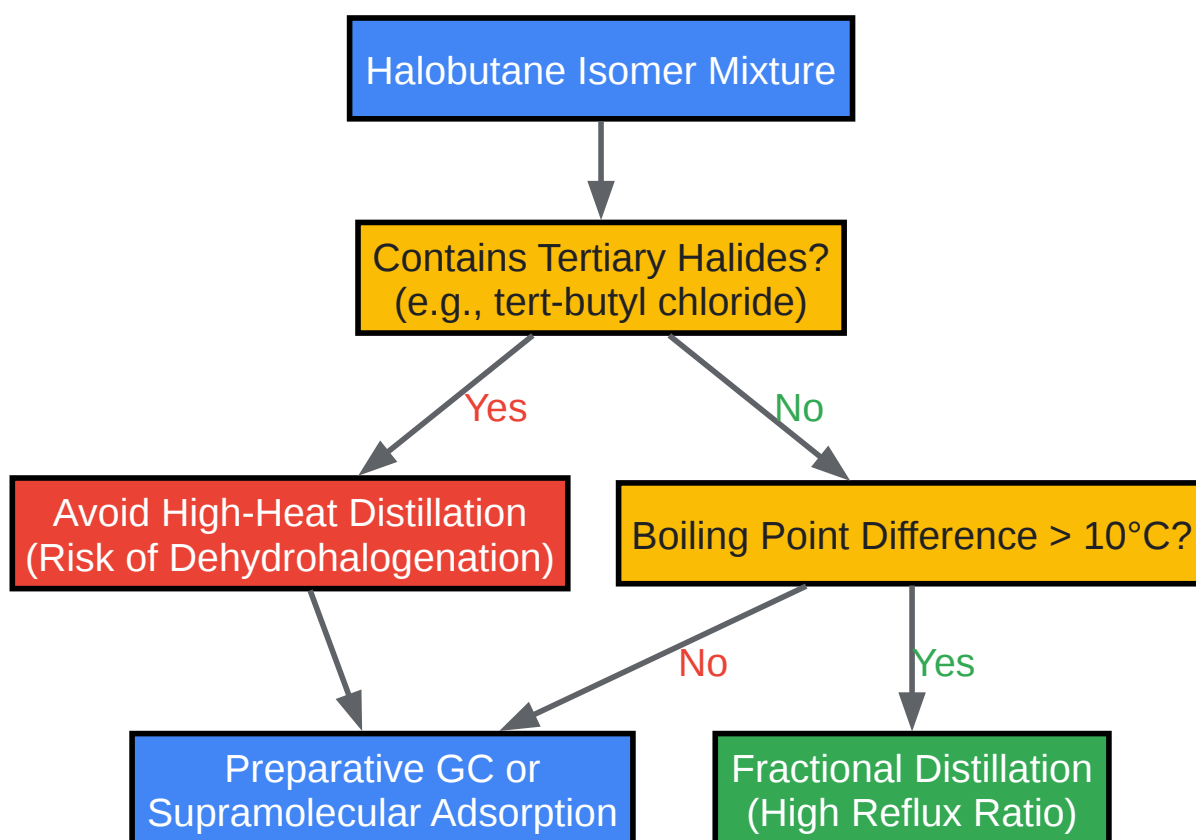 Halobutane Isomer Mixture
Contains Tertiary Halides?
(e.g., tert-butyl chloride)
Yes
No
Avoid High-Heat Distillation
(Risk of Dehydrohalogenation)
Boiling Point Difference > 10°C?
No
Yes
Preparative GC or
Supramolecular Adsorption
Fractional Distillation
(High Reflux Ratio)